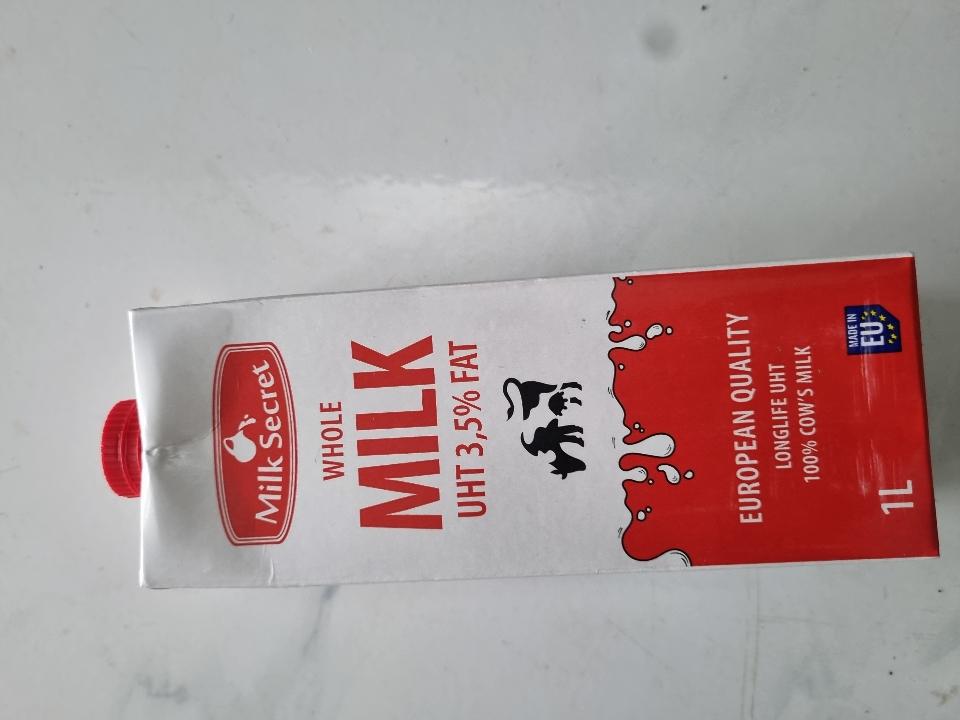 Milk Secret
WHOLE
MILK
UHT 3,5% FAT
EUROPEAN QUALITY
LONGLIFE UHT
100% COW'S MILK
MADE IN
EU
1L